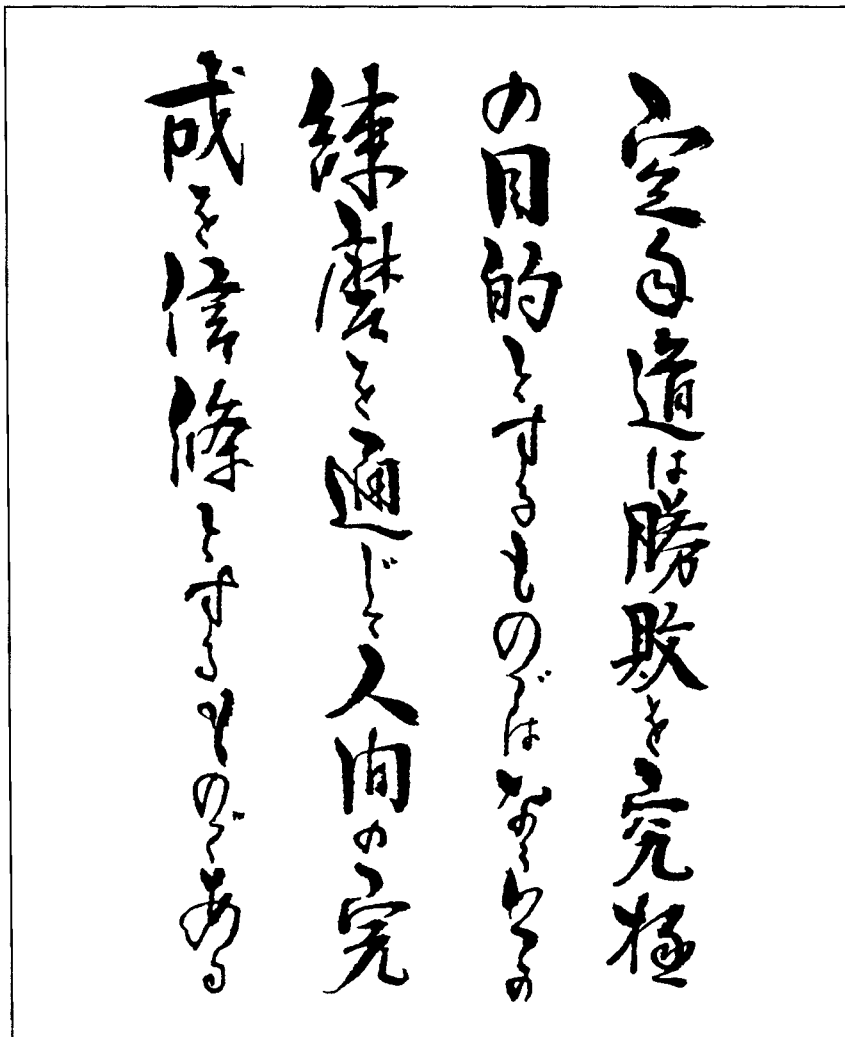 空手道は勝敗を究極
の目的とするものではなく
練磨を通じて人間の完
成を信條とするものである